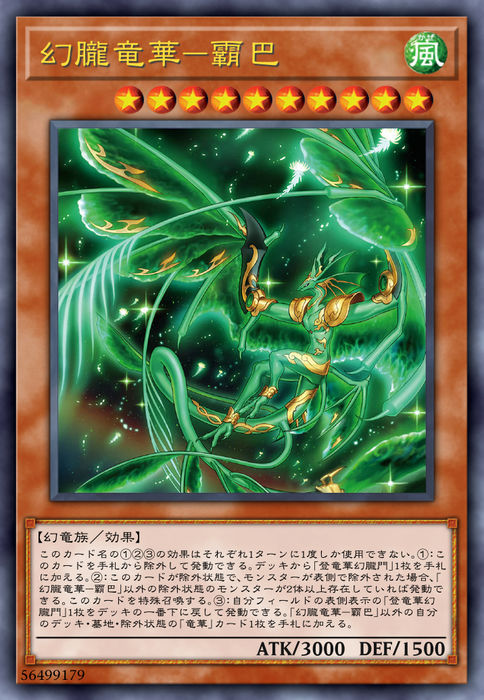 幻朧竜華－覇巴
かぜ
風
【幻竜族／効果】
このカード名の①②③の効果はそれぞれ1ターンに1度しか使用できない。①：こ
のカードを手札から除外して発動できる。デッキから「登竜華幻朧門」1枚を手札
に加える。②：このカードが除外状態で、モンスターが表側で除外された場合、「
幻朧竜華－覇巴」以外の除外状態のモンスターが2体以上存在していれば発動で
きる。このカードを特殊召喚する。③：自分フィールドの表側表示の「登竜華幻
朧門」1枚をデッキの一番下に戻して発動できる。「幻朧竜華－覇巴」以外の自分
のデッキ・墓地・除外状態の「竜華」カード1枚を手札に加える。
ATK/3000 DEF/1500
56499179